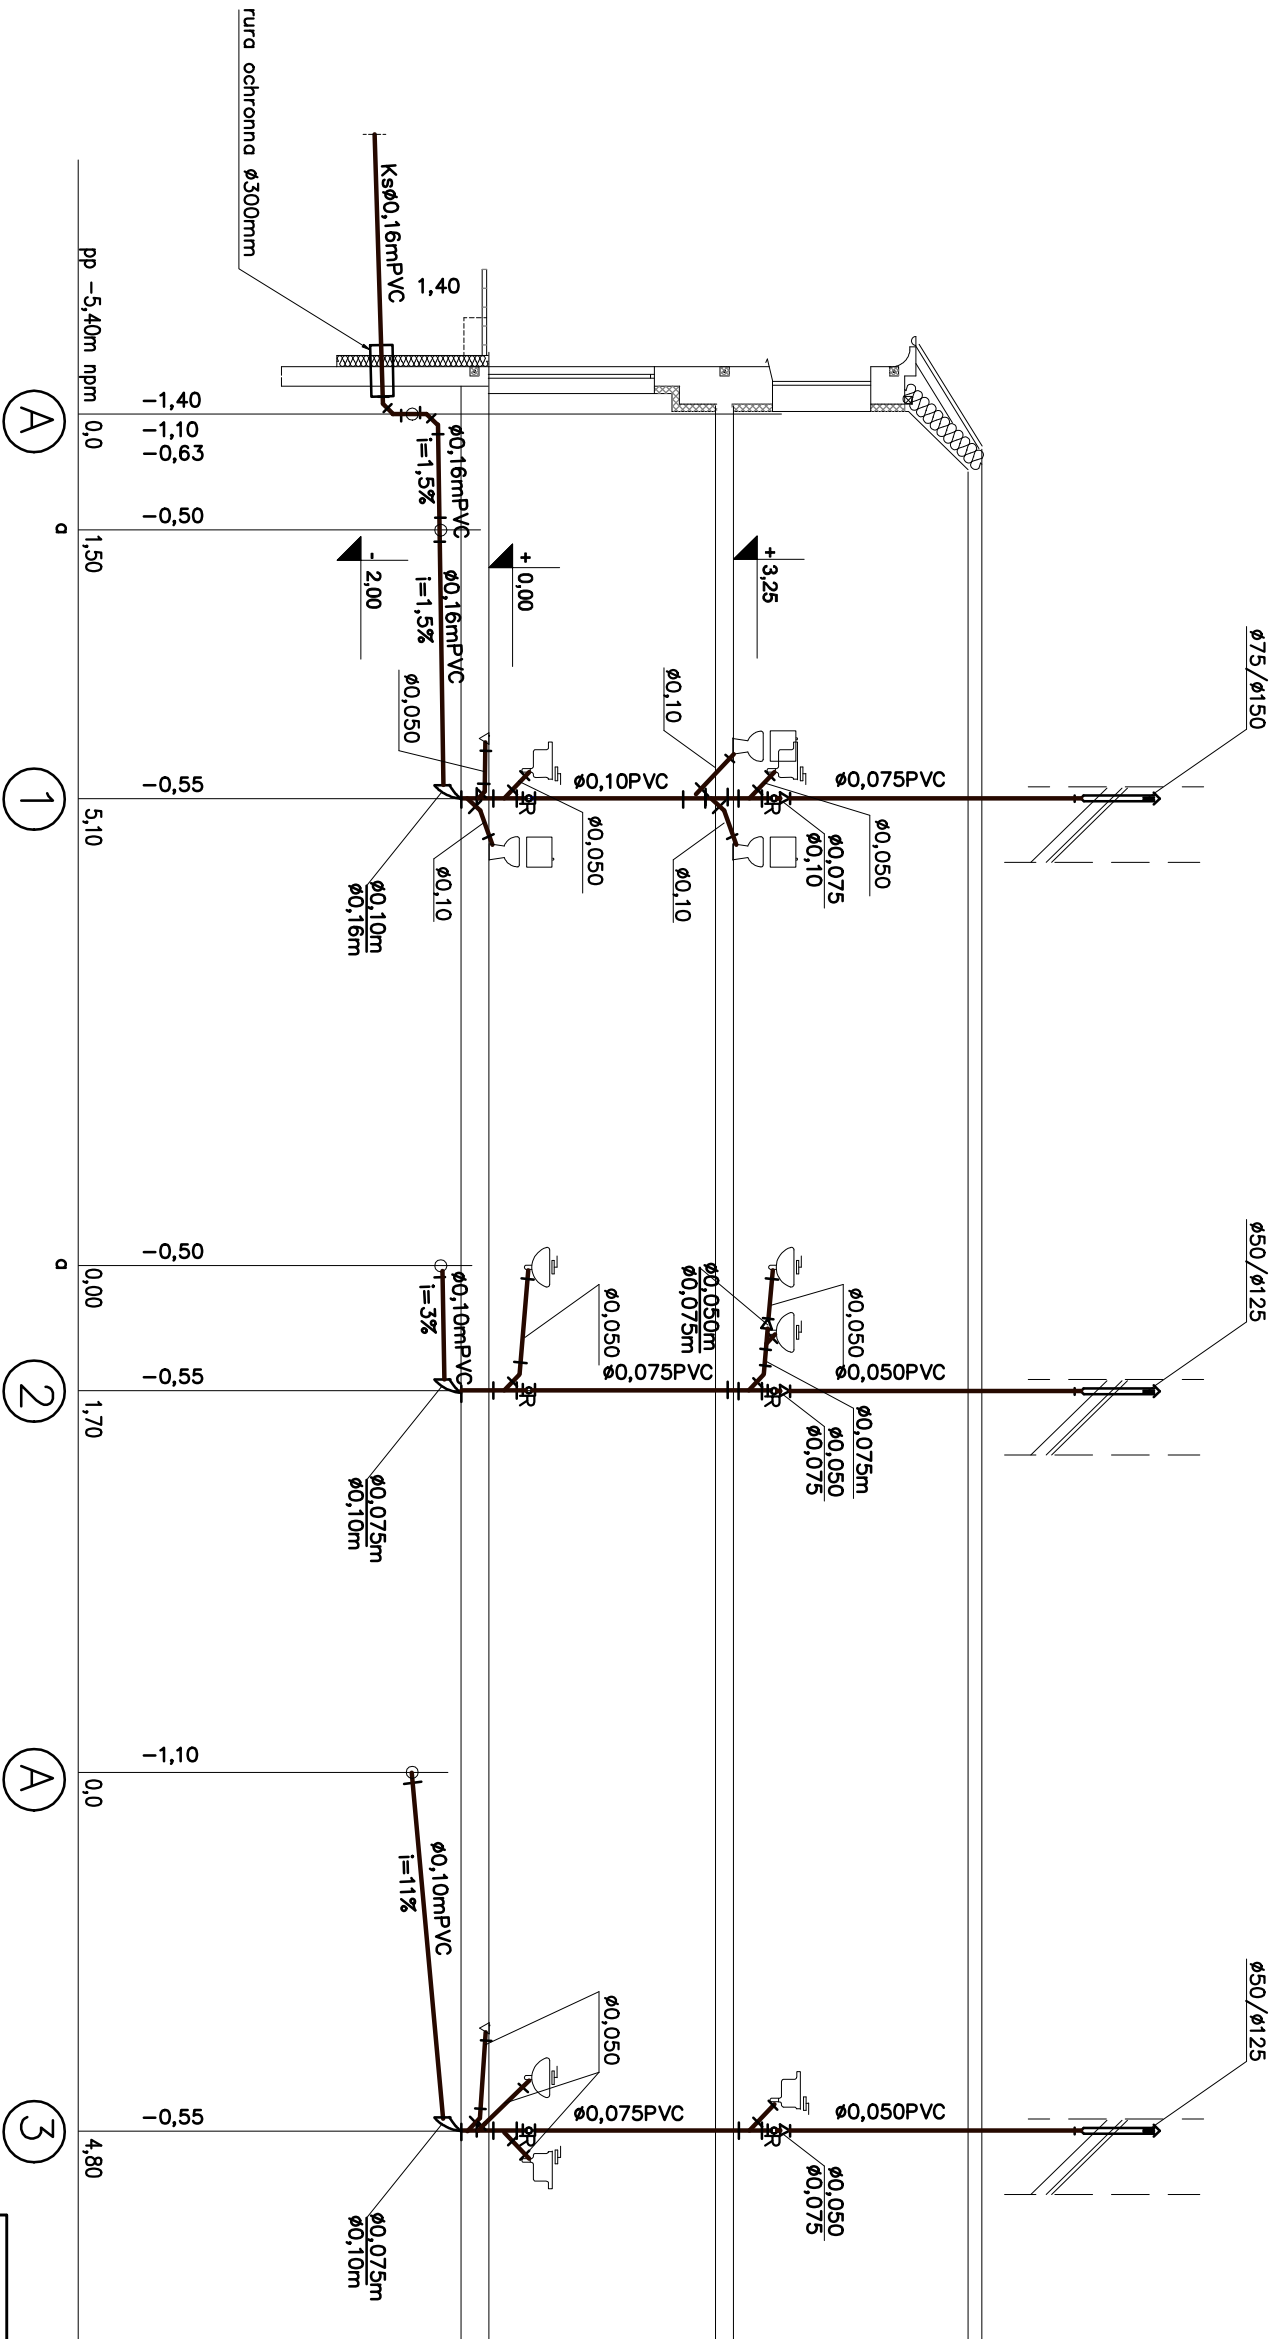 ø75/ø150
ø50/ø125
ø50/ø125
+3,25
ø0,10
ø0,075PVC
ø0,050
ø0,075
ø0,10
ø0,10
R
ø0,050
ø0,050m
ø0,075m
ø0,050PVC
ø0,075m
ø0,050
ø0,075
R
ø0,050PVC
ø0,050
ø0,075
R
+ 0,00
ø0,10PVC
ø0,050
R
ø0,050
ø0,10
ø0,075PVC
ø0,050
R
ø0,075PVC
ø0,050
R
1,40
Ksø0,16mPVC
rura ochronna ø300mm
ø0,16mPVC
i=1,5%
ø0,16mPVC
i=1,5%
- 2,00
ø0,10m
ø0,16m
ø0,10mPVC
i=3%
ø0,075m
ø0,10m
ø0,10mPVC
i=11%
ø0,075m
ø0,10m
-1,40
-1,10
-0,63
-0,50
-0,55
-0,50
-0,55
-1,10
-0,55
pp -5,40m npm
0,0
1,50
5,10
0,00
1,70
0,0
4,80
a
a
A
1
2
A
3